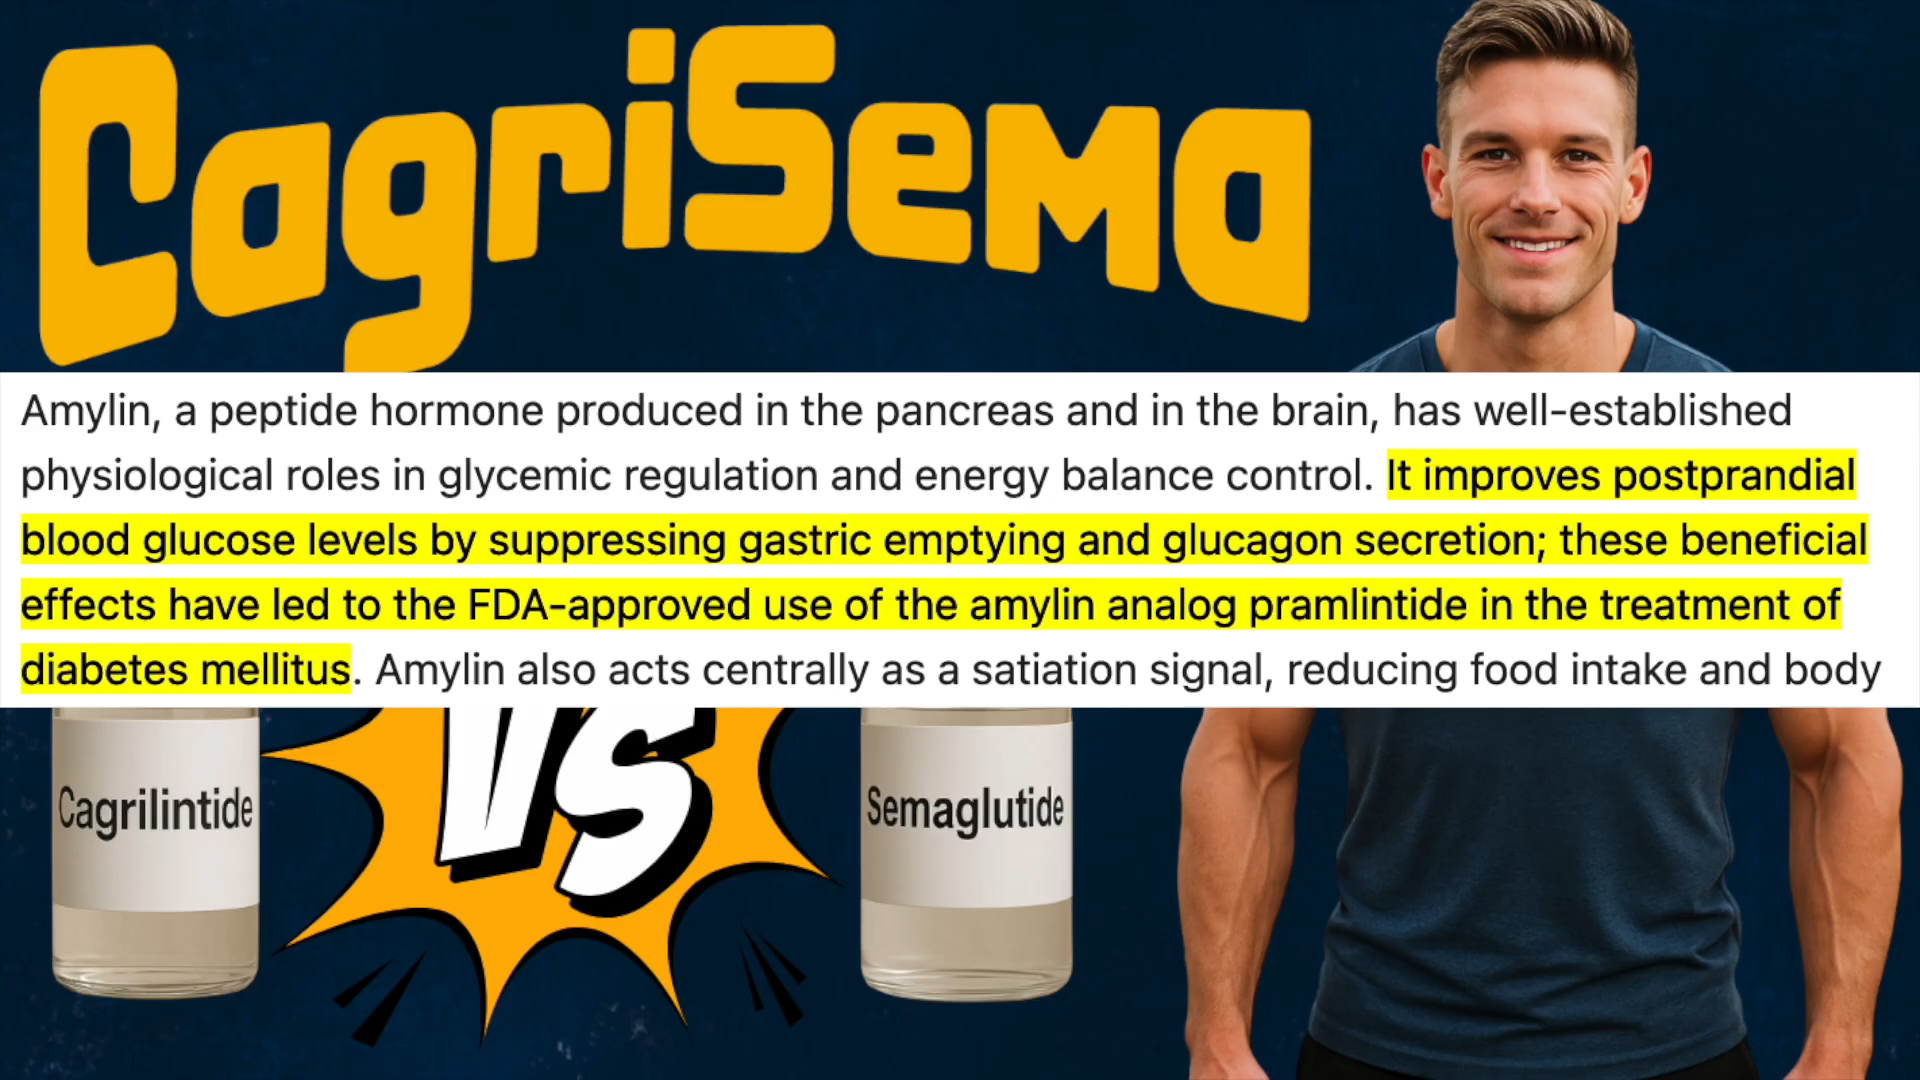 CagriSema
Amylin, a peptide hormone produced in the pancreas and in the brain, has well-established
physiological roles in glycemic regulation and energy balance control. It improves postprandial
blood glucose levels by suppressing gastric emptying and glucagon secretion; these beneficial
effects have led to the FDA-approved use of the amylin analog pramlintide in the treatment of
diabetes mellitus. Amylin also acts centrally as a satiation signal, reducing food intake and body
Cagrilintide
VS
Semaglutide